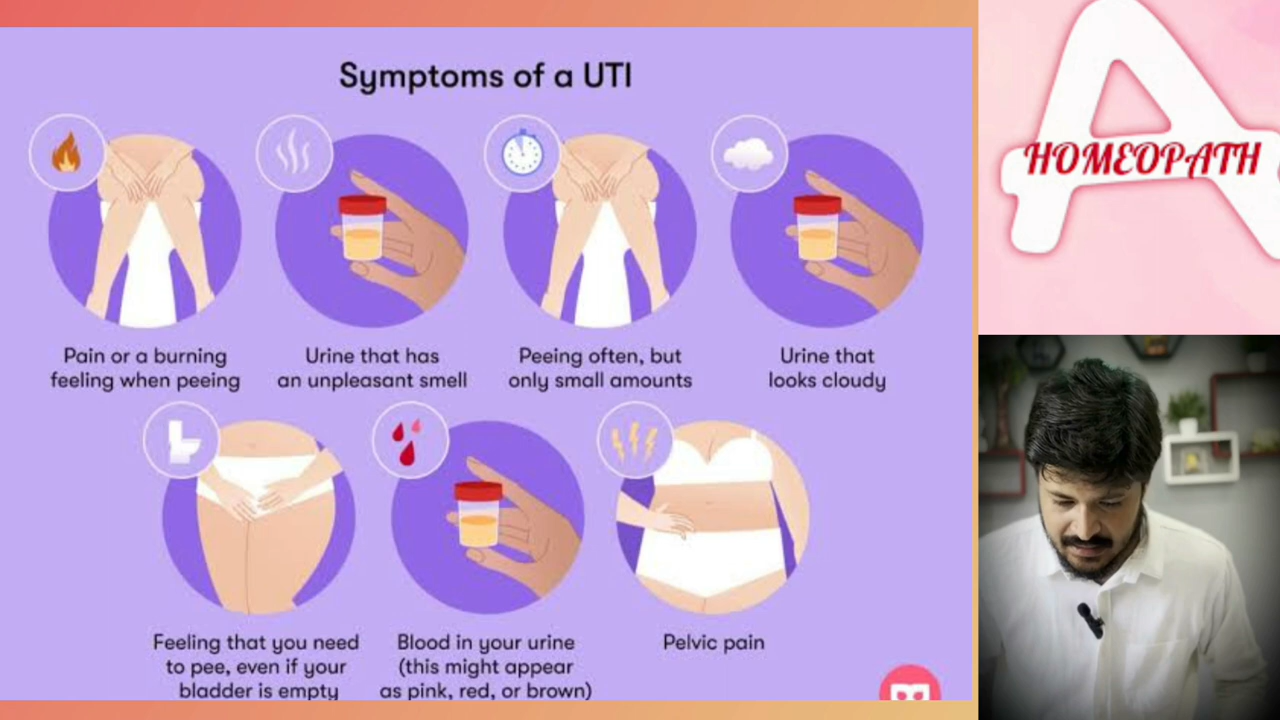 Symptoms of a UTI
Pain or a burning
feeling when peeing
Urine that has
an unpleasant smell
Peeing often, but
only small amounts
Urine that
looks cloudy
Feeling that you need
to pee, even if your
bladder is empty
Blood in your urine
(this might appear
as pink, red, or brown)
Pelvic pain
A
HOMEOPATH